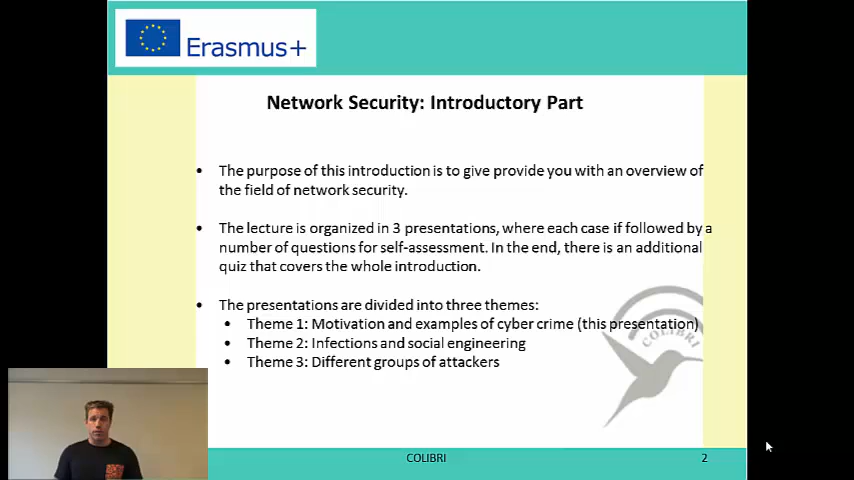 Erasmus+
Network Security: Introductory Part
• The purpose of this introduction is to give provide you with an overview of
the field of network security.
• The lecture is organized in 3 presentations, where each case if followed by a
number of questions for self-assessment. In the end, there is an additional
quiz that covers the whole introduction.
• The presentations are divided into three themes:
• Theme 1: Motivation and examples of cyber crime (this presentation)
• Theme 2: Infections and social engineering
• Theme 3: Different groups of attackers
COLIBRI
COLIBRI
2